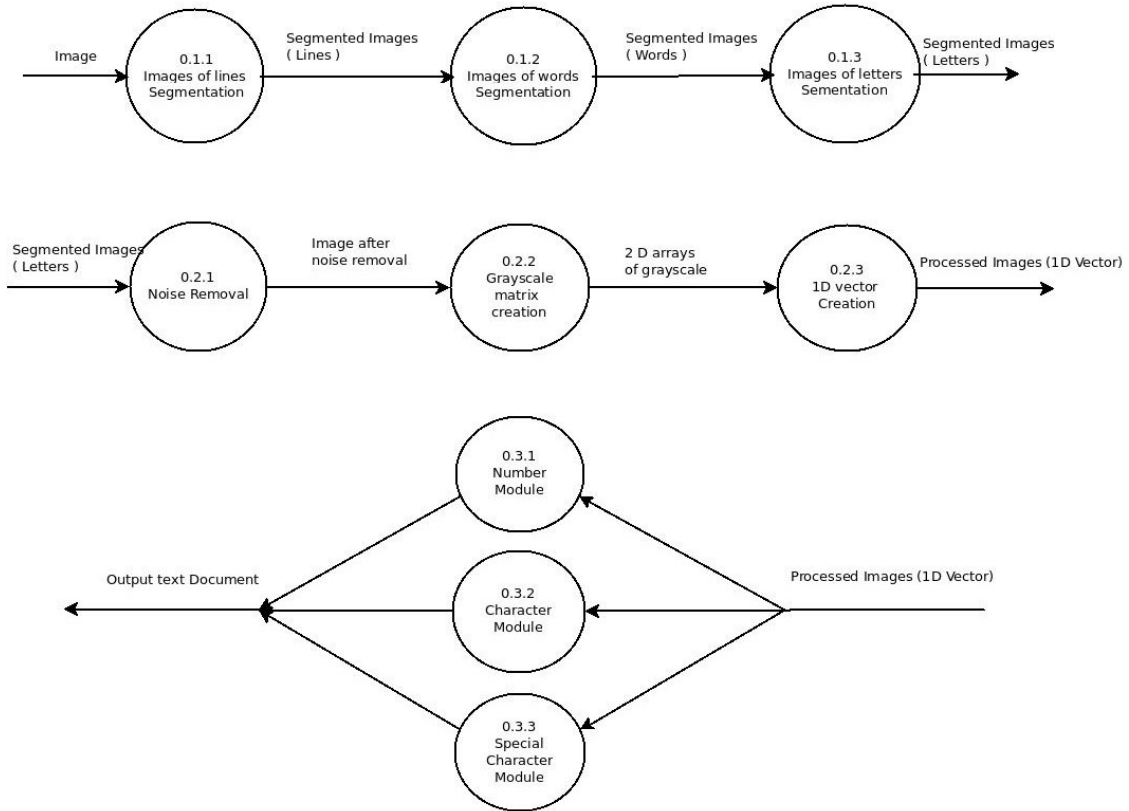 Image
0.1.1
Images of lines
Segmentation
Segmented Images
( Lines )
0.1.2
Images of words
Segmentation
Segmented Images
( Words )
0.1.3
Images of letters
Sementation
Segmented Images
( Letters )
Segmented Images
( Letters )
0.2.1
Noise Removal
Image after
noise removal
0.2.2
Grayscale
matrix
creation
2 D arrays
of grayscale
0.2.3
1D vector
Creation
Processed Images (1D Vector)
0.3.1
Number
Module
Output text Document
0.3.2
Character
Module
Processed Images (1D Vector)
0.3.3
Special
Character
Module